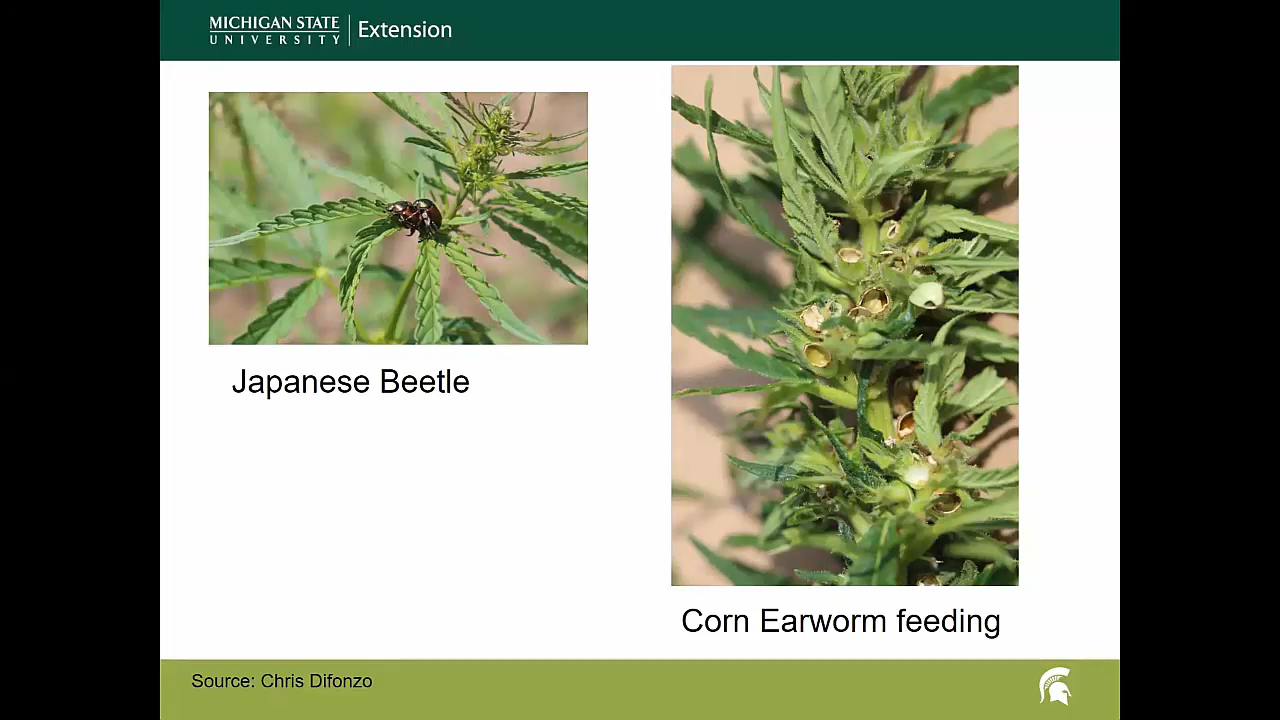 MICHIGAN STATE
UNIVERSITY
Extension
Japanese Beetle
Corn Earworm feeding
Source: Chris Difonzo